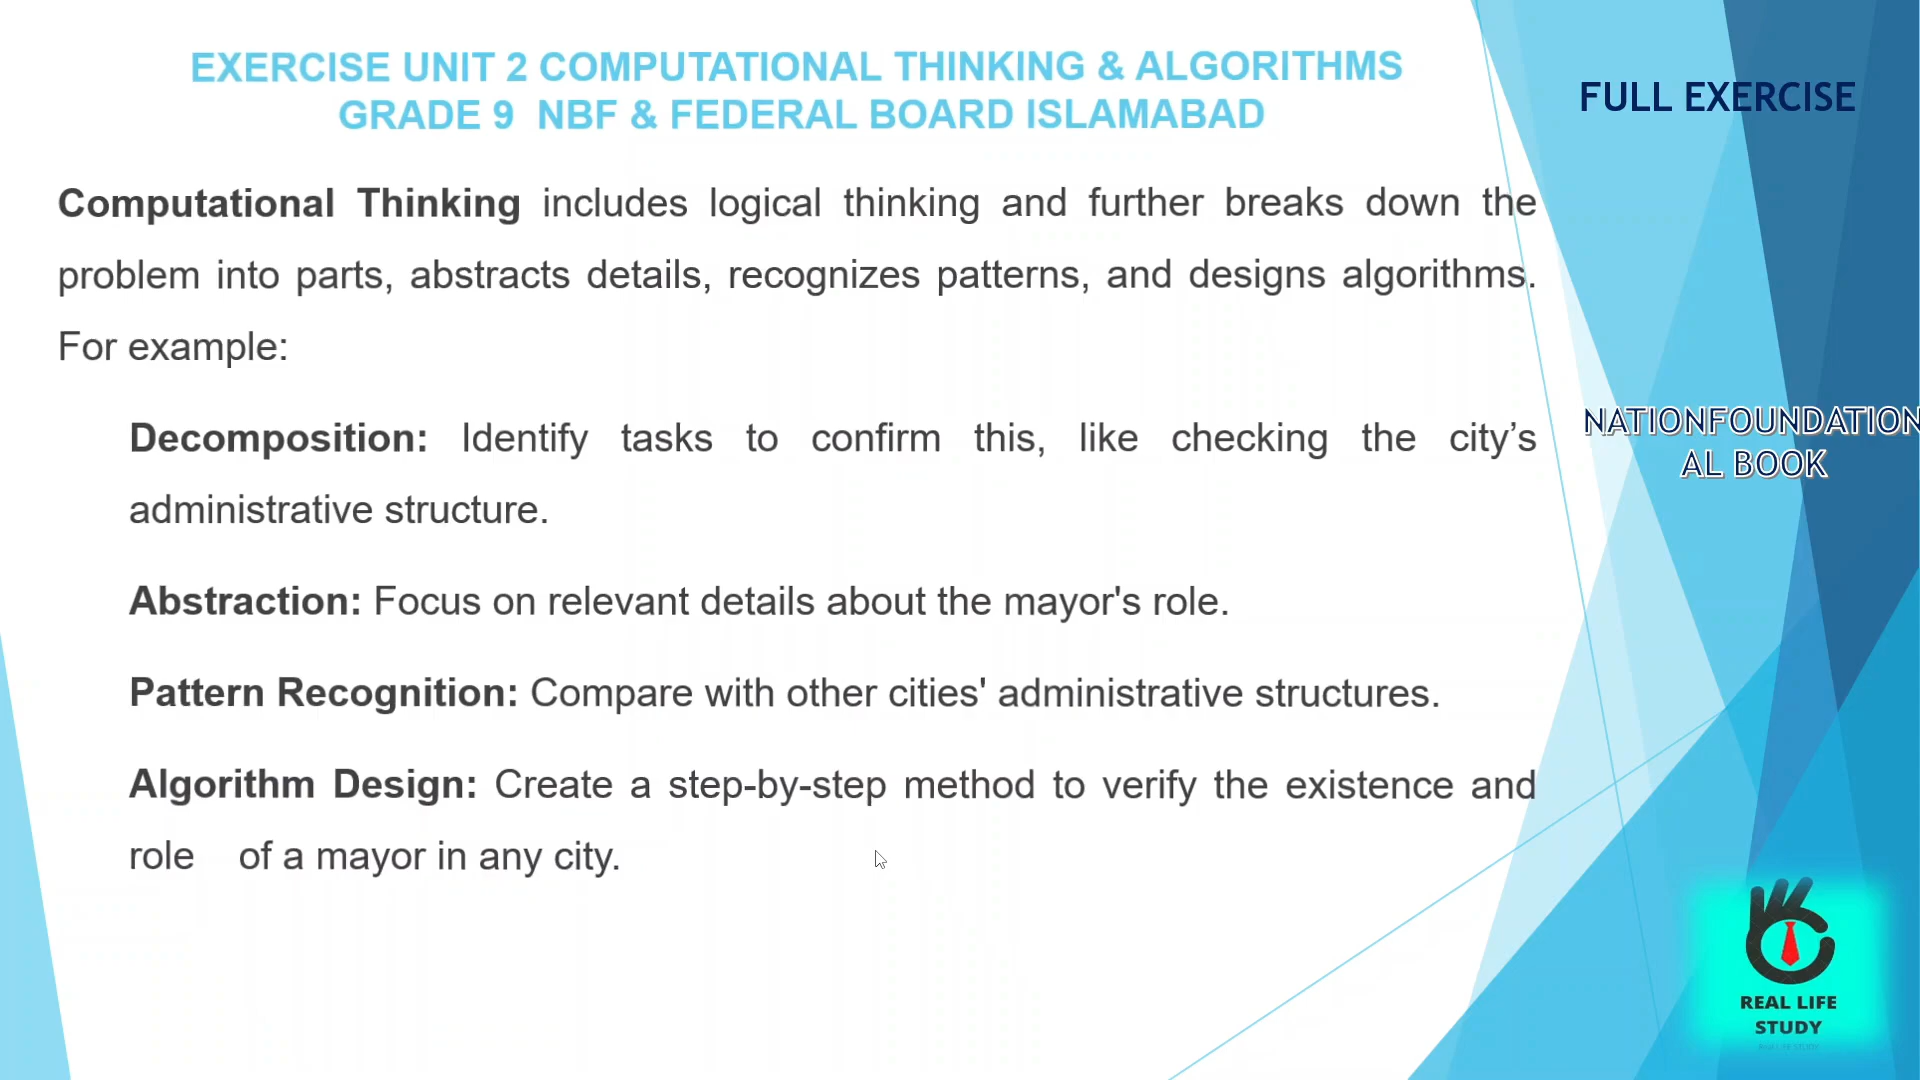 EXERCISE UNIT 2 COMPUTATIONAL THINKING & ALGORITHMS
GRADE 9 NBF & FEDERAL BOARD ISLAMABAD
FULL EXERCISE
Computational Thinking includes logical thinking and further breaks down the
problem into parts, abstracts details, recognizes patterns, and designs algorithms.
For example:
Decomposition: Identify tasks to confirm this, like checking the city’s
administrative structure.
Abstraction: Focus on relevant details about the mayor's role.
Pattern Recognition: Compare with other cities' administrative structures.
Algorithm Design: Create a step-by-step method to verify the existence and
role of a mayor in any city.
NATIONFOUNDATION
AL BOOK
REAL LIFE
STUDY